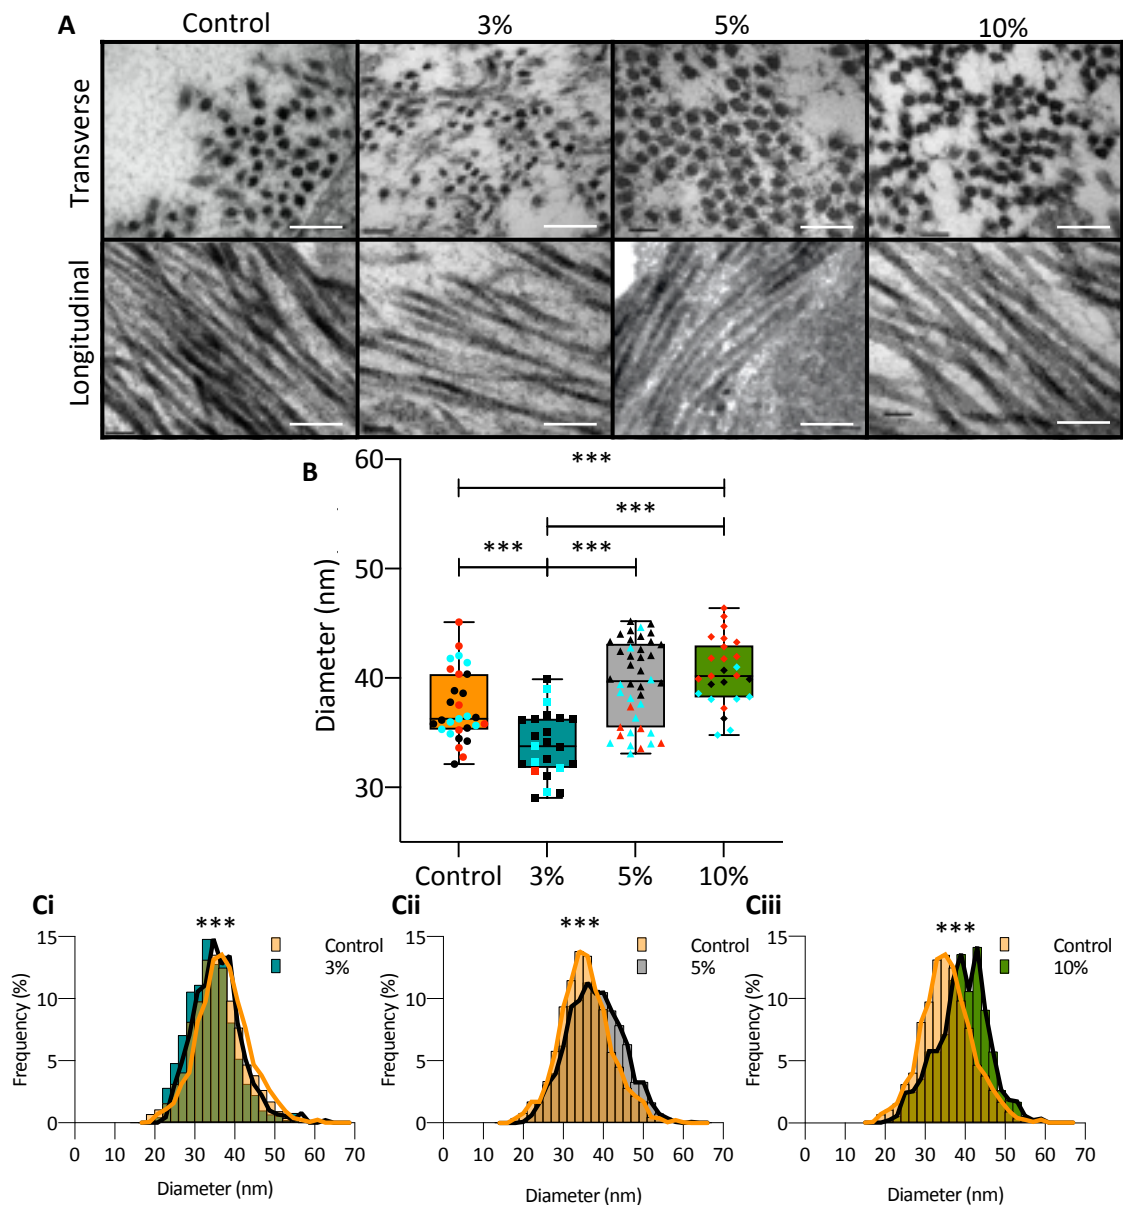 A
Control 3% 5% 10%
Transverse
Longitudinal
B
Diameter (nm)
60
50
40
30
***
***
*** ***
Control 3% 5% 10%
Ci
***
Control
3%
Frequency (%)
15
10
5
0
0 10 20 30 40 50 60 70
Diameter (nm)
Cii
***
Control
5%
Frequency (%)
15
10
5
0
0 10 20 30 40 50 60 70
Diameter (nm)
Ciii
***
Control
10%
Frequency (%)
15
10
5
0
0 10 20 30 40 50 60 70
Diameter (nm)